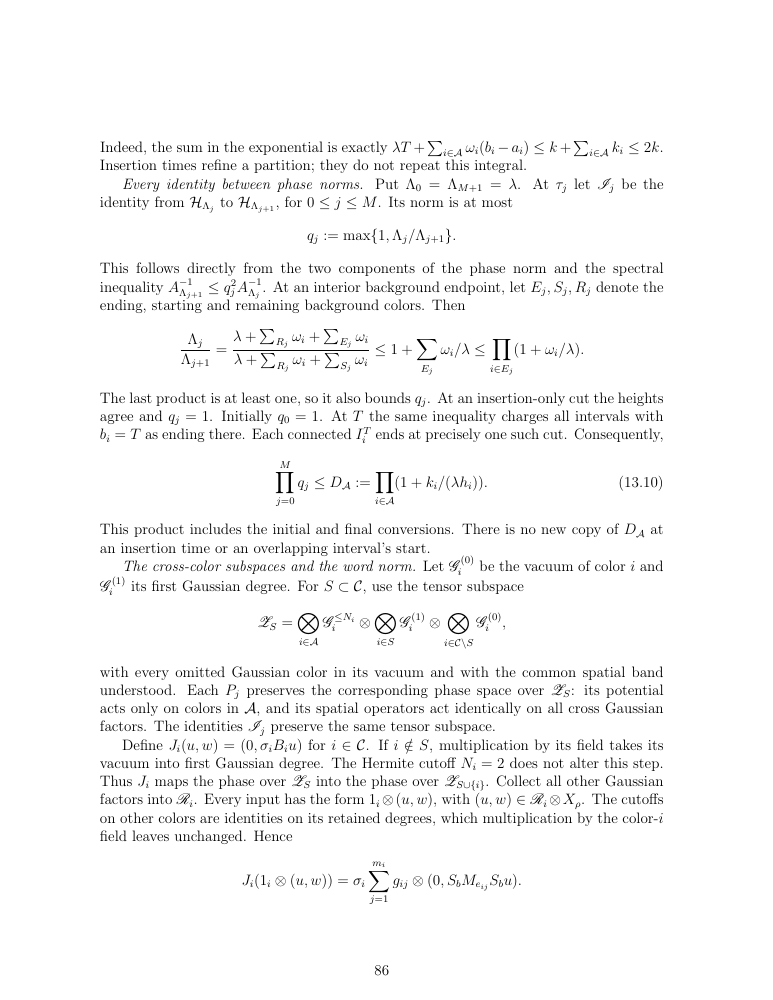 Indeed, the sum in the exponential is exactly λT + ∑_{i∈𝒜} ω_i(b_i − a_i) ≤ k + ∑_{i∈𝒜} k_i ≤ 2k.
Insertion times refine a partition; they do not repeat this integral.
Every identity between phase norms. Put Λ_0 = Λ_{M+1} = λ. At τ_j let ℐ_j be the
identity from ℋ_{Λ_j} to ℋ_{Λ_{j+1}}, for 0 ≤ j ≤ M. Its norm is at most
q_j := max{1, Λ_j/Λ_{j+1}}.
This follows directly from the two components of the phase norm and the spectral
inequality A_{Λ_{j+1}}^{−1} ≤ q_j^2 A_{Λ_j}^{−1}. At an interior background endpoint, let E_j, S_j, R_j denote the
ending, starting and remaining background colors. Then
Λ_j/Λ_{j+1} = (λ + ∑_{R_j} ω_i + ∑_{E_j} ω_i)/(λ + ∑_{R_j} ω_i + ∑_{S_j} ω_i) ≤ 1 + ∑_{E_j} ω_i/λ ≤ ∏_{i∈E_j} (1 + ω_i/λ).
The last product is at least one, so it also bounds q_j. At an insertion-only cut the heights
agree and q_j = 1. Initially q_0 = 1. At T the same inequality charges all intervals with
b_i = T as ending there. Each connected I_i^T ends at precisely one such cut. Consequently,
∏_{j=0}^{M} q_j ≤ D_𝒜 := ∏_{i∈𝒜} (1 + k_i/(λh_i)). (13.10)
This product includes the initial and final conversions. There is no new copy of D_𝒜 at
an insertion time or an overlapping interval's start.
The cross-color subspaces and the word norm. Let 𝒢_i^{(0)} be the vacuum of color i and
𝒢_i^{(1)} its first Gaussian degree. For S ⊂ 𝒞, use the tensor subspace
𝒵_S = ⨂_{i∈𝒜} 𝒢_i^{≤N_i} ⊗ ⨂_{i∈S} 𝒢_i^{(1)} ⊗ ⨂_{i∈𝒞\S} 𝒢_i^{(0)},
with every omitted Gaussian color in its vacuum and with the common spatial band
understood. Each P_j preserves the corresponding phase space over 𝒵_S: its potential
acts only on colors in 𝒜, and its spatial operators act identically on all cross Gaussian
factors. The identities ℐ_j preserve the same tensor subspace.
Define J_i(u, w) = (0, σ_iB_iu) for i ∈ 𝒞. If i ∉ S, multiplication by its field takes its
vacuum into first Gaussian degree. The Hermite cutoff N_i = 2 does not alter this step.
Thus J_i maps the phase over 𝒵_S into the phase over 𝒵_{S∪{i}}. Collect all other Gaussian
factors into ℛ_i. Every input has the form 1_i ⊗ (u, w), with (u, w) ∈ ℛ_i ⊗ X_ρ. The cutoffs
on other colors are identities on its retained degrees, which multiplication by the color-i
field leaves unchanged. Hence
J_i(1_i ⊗ (u, w)) = σ_i ∑_{j=1}^{m_i} g_{ij} ⊗ (0, S_bM_{e_{ij}}S_bu).
86